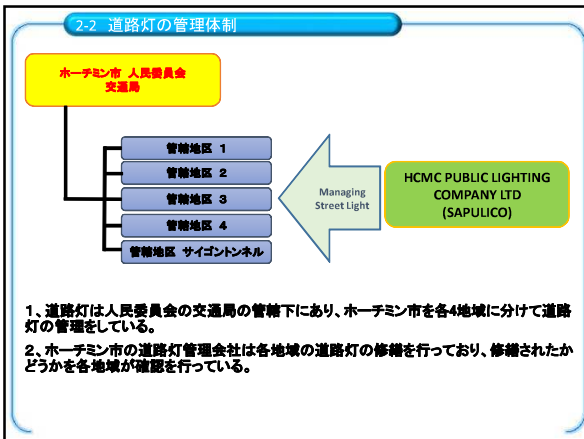 2-2 道路灯の管理体制
ホーチミン市 人民委員会
交通局
管轄地区 1
管轄地区 2
管轄地区 3
管轄地区 4
管轄地区 サイゴントンネル
Managing
Street Light
HCMC PUBLIC LIGHTING
COMPANY LTD
(SAPULICO)
1、道路灯は人民委員会の交通局の管轄下にあり、ホーチミン市を各4地域に分けて道路
灯の管理をしている。
2、ホーチミン市の道路灯管理会社は各地域の道路灯の修繕を行っており、修繕されたか
どうかを各地域が確認を行っている。